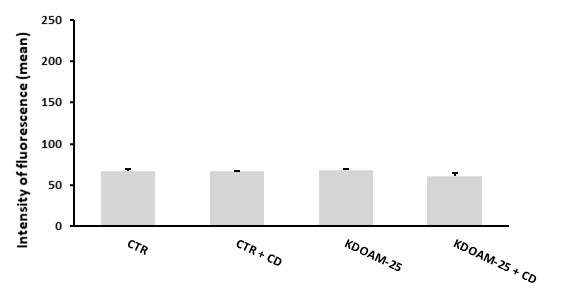 Intensity of fluorescence (mean)
250
200
150
100
50
0
CTR
CTR + CD
KDOAM-25
KDOAM-25 + CD